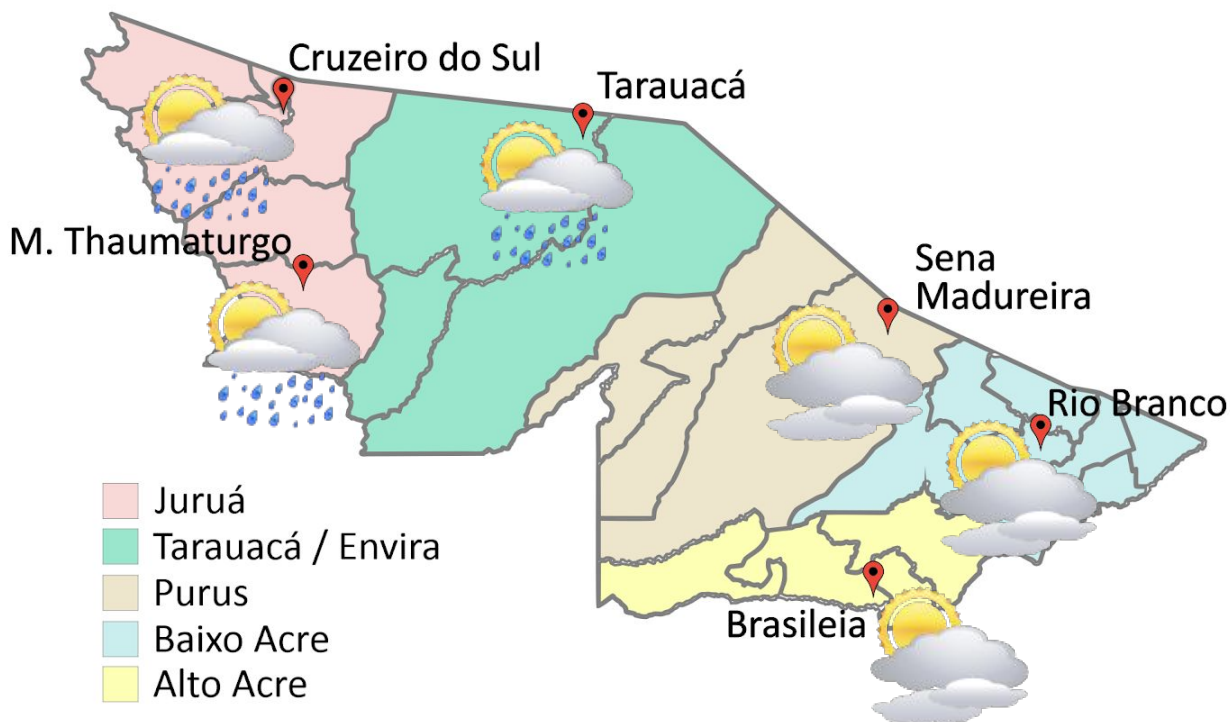 Cruzeiro do Sul
Tarauacá
M. Thaumaturgo
Sena
Madureira
Rio Branco
Brasileia
Juruá
Tarauacá / Envira
Purus
Baixo Acre
Alto Acre